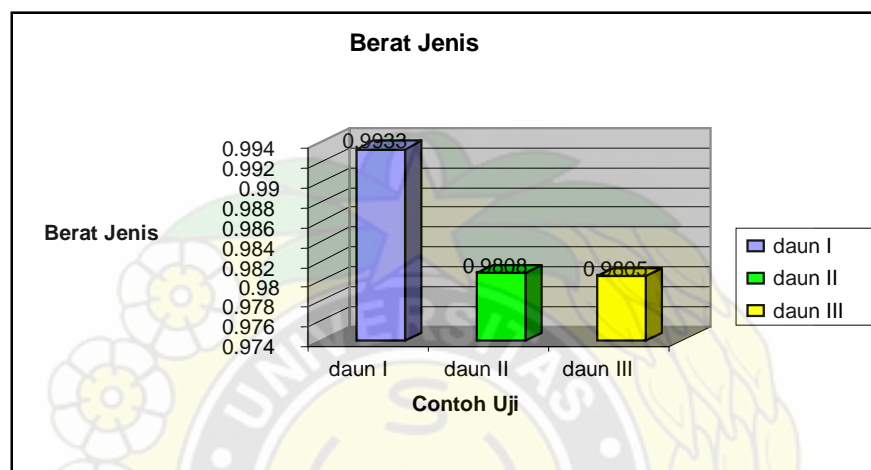 Berat Jenis
0.9933
0.9808
0.9805
0.994
0.992
0.99
0.988
0.986
0.984
0.982
0.98
0.978
0.976
0.974
Berat Jenis
daun I
daun II
daun III
Contoh Uji
daun I
daun II
daun III
UNIVERSITAS
S